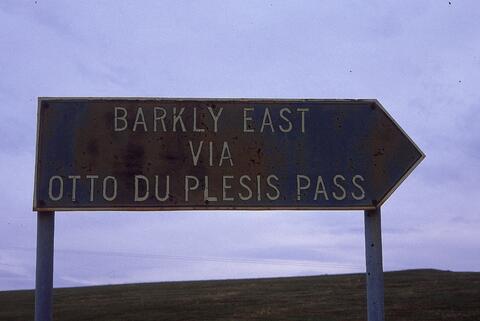 BARKLY EAST
VIA
OTTO DU PLESIS PASS